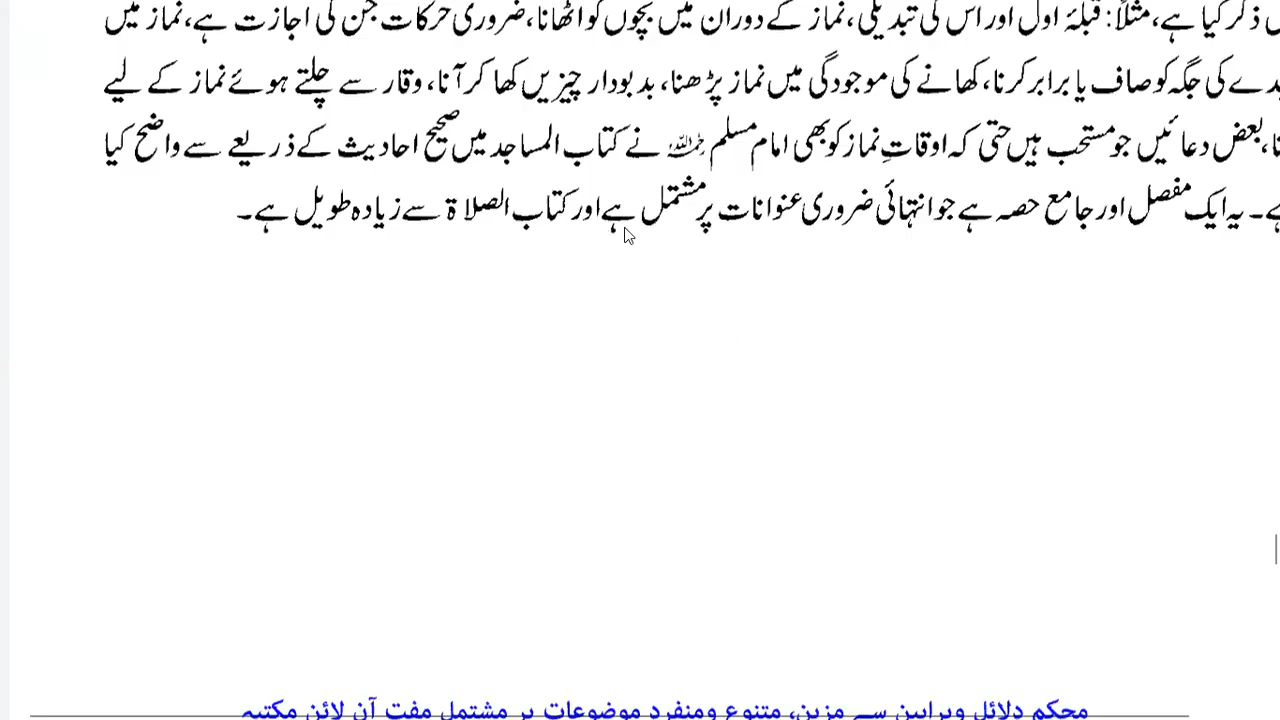 ذکر کیا ہے، مثلاً: قبلۂ اول اور اس کی تبدیلی، نماز کے دوران میں بچوں کو اٹھانا، ضروری حرکات جن کی اجازت ہے، نماز میں
کی جگہ کو صاف یا برابر کرنا، کھانے کی موجودگی میں نماز پڑھنا، بدبودار چیزیں کھا کر آنا، وقار سے چلتے ہوئے نماز کے لیے
بعض دعائیں جو مستحب ہیں حتی کہ اوقاتِ نماز کو بھی امام مسلم رحمہ اللہ نے کتاب المساجد میں صحیح احادیث کے ذریعے سے واضح کیا
ہے۔ یہ ایک مفصل اور جامع حصہ ہے جو انتہائی ضروری عنوانات پر مشتمل ہے اور کتاب الصلاۃ سے زیادہ طویل ہے۔
محکم دلائل وبراہین سے مزین، متنوع ومنفرد موضوعات پر مشتمل مفت آن لائن مکتبہ